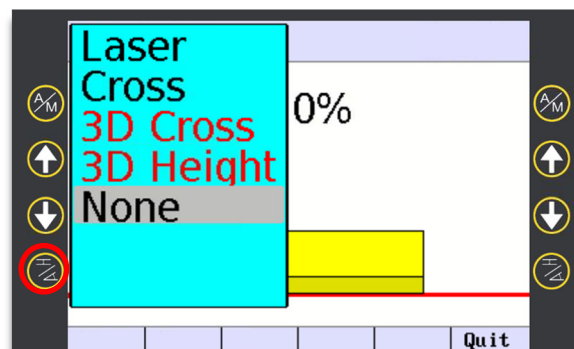 Laser
Cross
3D Cross
3D Height
None
0%
A/M
A/M
Quit